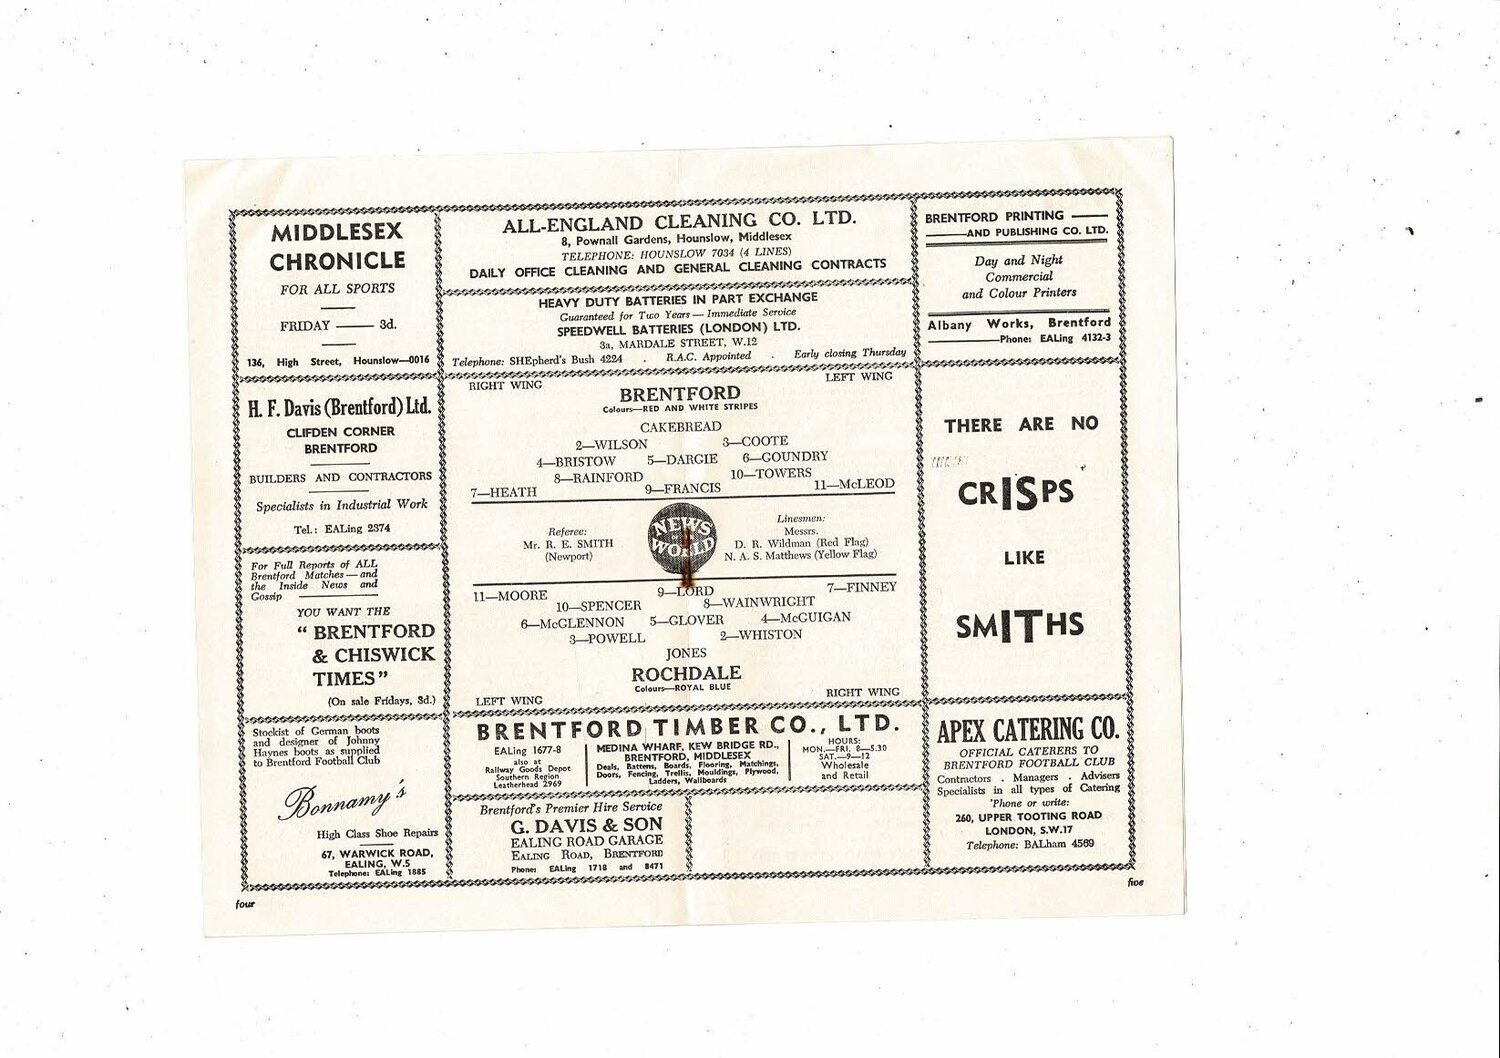 MIDDLESEX
CHRONICLE
FOR ALL SPORTS
FRIDAY —— 3d.
136, High Street, Hounslow—0016
H. F. Davis (Brentford) Ltd.
CLIFDEN CORNER
BRENTFORD
BUILDERS AND CONTRACTORS
Specialists in Industrial Work
Tel.: EALing 2374
For Full Reports of ALL
Brentford Matches—and
the Inside News and
Gossip
YOU WANT THE
" BRENTFORD
& CHISWICK
TIMES"
(On sale Fridays, 3d.)
Stockist of German boots
and designer of Johnny
Haynes boots as supplied
to Brentford Football Club
Bonnamy's
High Class Shoe Repairs
67, WARWICK ROAD,
EALING, W.5
Telephone: EALing 1885
four
ALL-ENGLAND CLEANING CO. LTD.
8, Pownall Gardens, Hounslow, Middlesex
TELEPHONE: HOUNSLOW 7034 (4 LINES)
DAILY OFFICE CLEANING AND GENERAL CLEANING CONTRACTS
HEAVY DUTY BATTERIES IN PART EXCHANGE
Guaranteed for Two Years—Immediate Service
SPEEDWELL BATTERIES (LONDON) LTD.
3a, MARDALE STREET, W.12
Telephone: SHEpherd's Bush 4224 . R.A.C. Appointed . Early closing Thursday
RIGHT WING LEFT WING
BRENTFORD
Colours—RED AND WHITE STRIPES
CAKEBREAD
2—WILSON 3—COOTE
4—BRISTOW 5—DARGIE 6—GOUNDRY
8—RAINFORD 10—TOWERS
7—HEATH 9—FRANCIS 11—McLEOD
Referee:
Mr. R. E. SMITH
(Newport)
NEWS
WORLD
Linesmen:
Messrs.
D. R. Wildman (Red Flag)
N. A. S. Matthews (Yellow Flag)
11—MOORE 9—LORD 7—FINNEY
10—SPENCER 8—WAINWRIGHT
6—McGLENNON 5—GLOVER 4—McGUIGAN
3—POWELL 2—WHISTON
JONES
ROCHDALE
Colours—ROYAL BLUE
LEFT WING RIGHT WING
BRENTFORD TIMBER CO., LTD.
EALing 1677-8
also at
Railway Goods Depot
Southern Region
Leatherhead 2969
MEDINA WHARF, KEW BRIDGE RD.,
BRENTFORD, MIDDLESEX
Deals, Battens, Boards, Flooring, Matchings,
Doors, Fencing, Trellis, Mouldings, Plywood,
Ladders, Wallboards
HOURS:
MON.—FRI. 8—5.30
SAT.—9—12
Wholesale
and Retail
Brentford's Premier Hire Service
G. DAVIS & SON
EALING ROAD GARAGE
EALING ROAD, BRENTFORD
Phone: EALing 1718 and 8471
BRENTFORD PRINTING ——
——AND PUBLISHING CO. LTD.
Day and Night
Commercial
and Colour Printers
Albany Works, Brentford
——Phone: EALing 4132-3
THERE ARE NO
CRISPS
LIKE
SMITHS
APEX CATERING CO.
OFFICIAL CATERERS TO
BRENTFORD FOOTBALL CLUB
Contractors . Managers . Advisers
Specialists in all types of Catering
'Phone or write:
260, UPPER TOOTING ROAD
LONDON, S.W.17
Telephone: BALham 4569
five